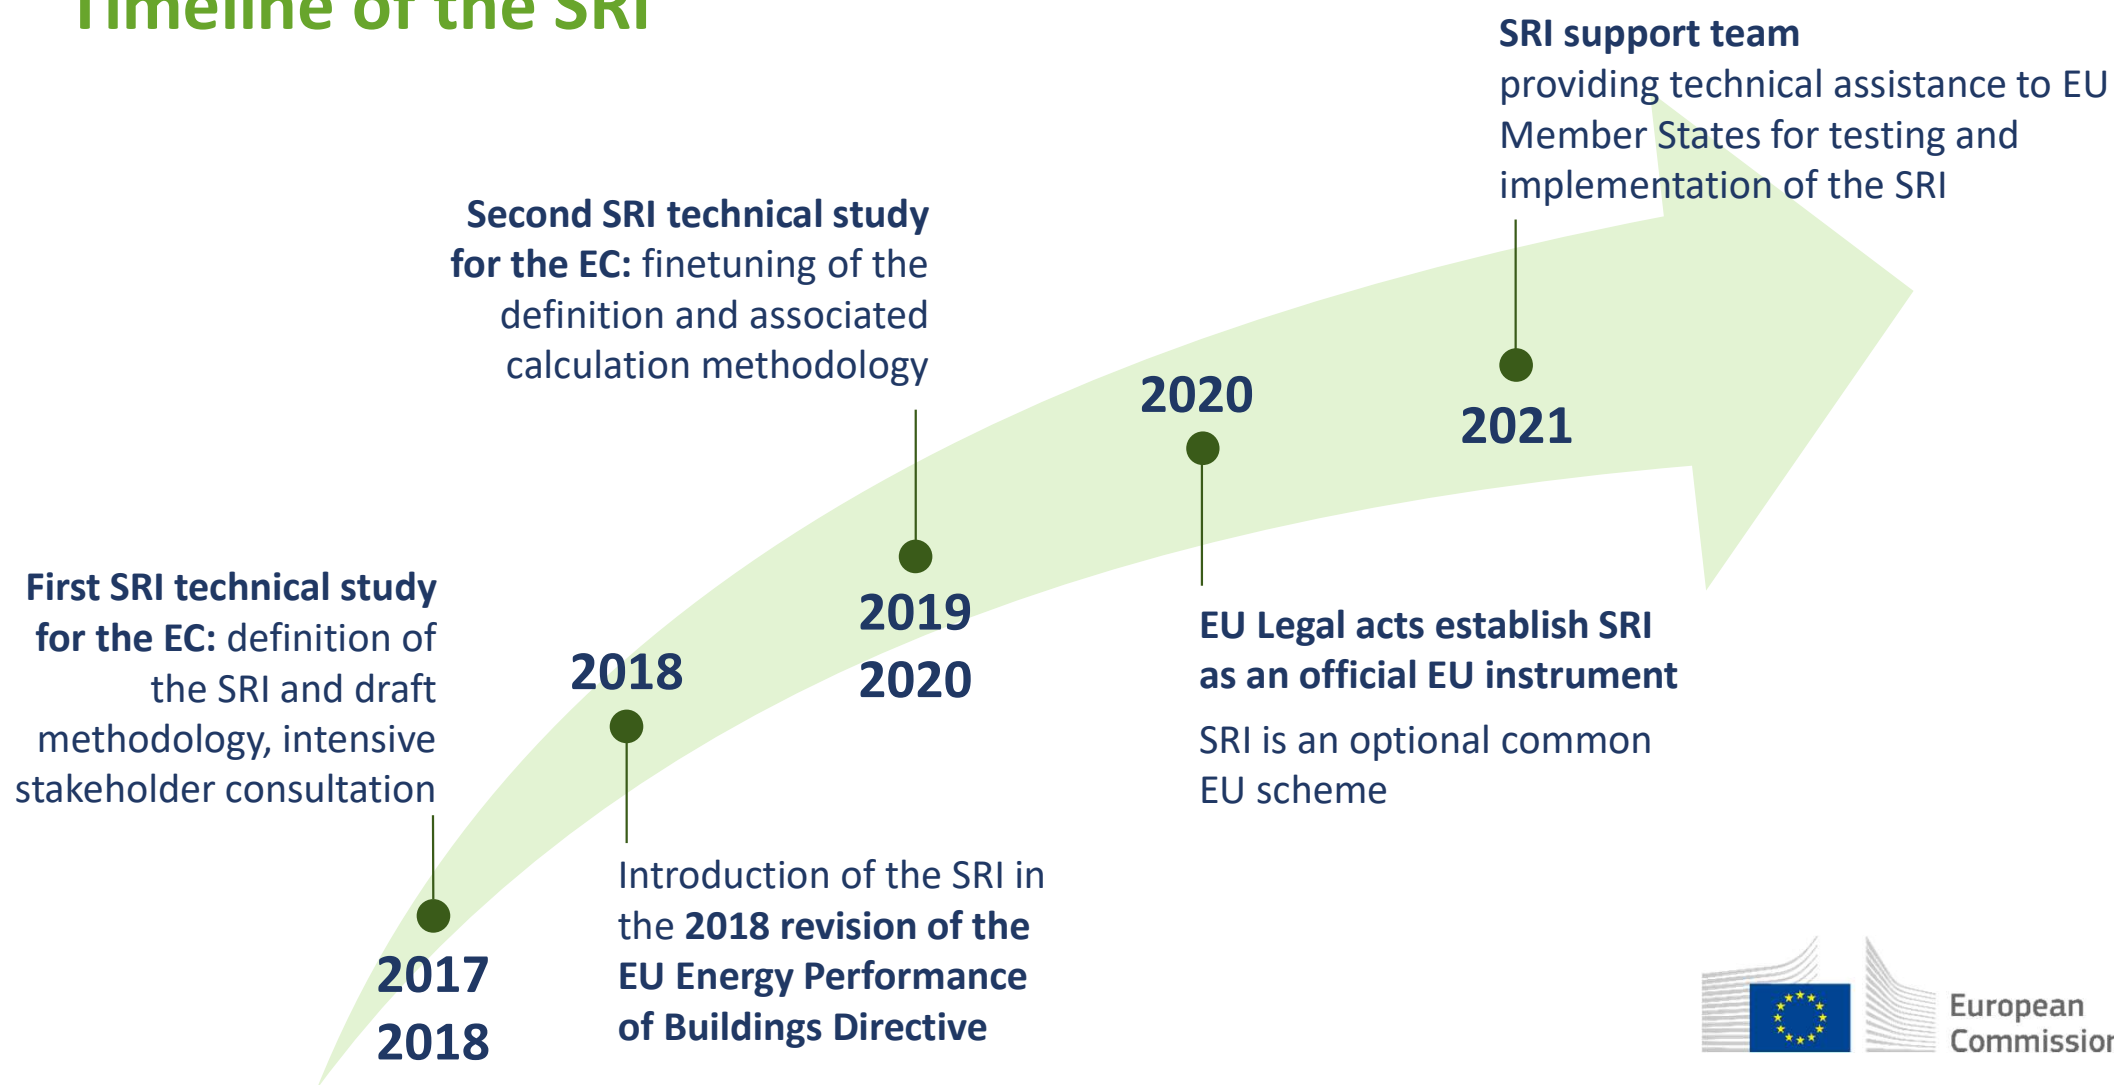 Timeline of the SRI
SRI support team
providing technical assistance to EU
Member States for testing and
implementation of the SRI
Second SRI technical study
for the EC: finetuning of the
definition and associated
calculation methodology
2020
2021
First SRI technical study
for the EC: definition of
the SRI and draft
methodology, intensive
stakeholder consultation
2019
2020
2018
EU Legal acts establish SRI
as an official EU instrument
SRI is an optional common
EU scheme
2017
2018
Introduction of the SRI in
the 2018 revision of the
EU Energy Performance
of Buildings Directive
European
Commission